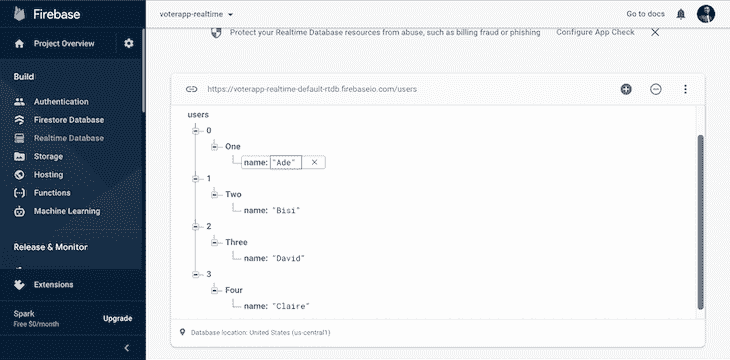 Firebase
voterapp-realtime
Go to docs
Project Overview
Protect your Realtime Database resources from abuse, such as billing fraud or phishing
Configure App Check
Build
Authentication
Firestore Database
Realtime Database
Storage
Hosting
Functions
Machine Learning
Release & Monitor
Extensions
Spark
Free $0/month
Upgrade
https://voterapp-realtime-default-rtdb.firebaseio.com/users
users
0
One
name: "Ade"
1
Two
name: "Bisi"
2
Three
name: "David"
3
Four
name: "Claire"
Database location: United States (us-central1)